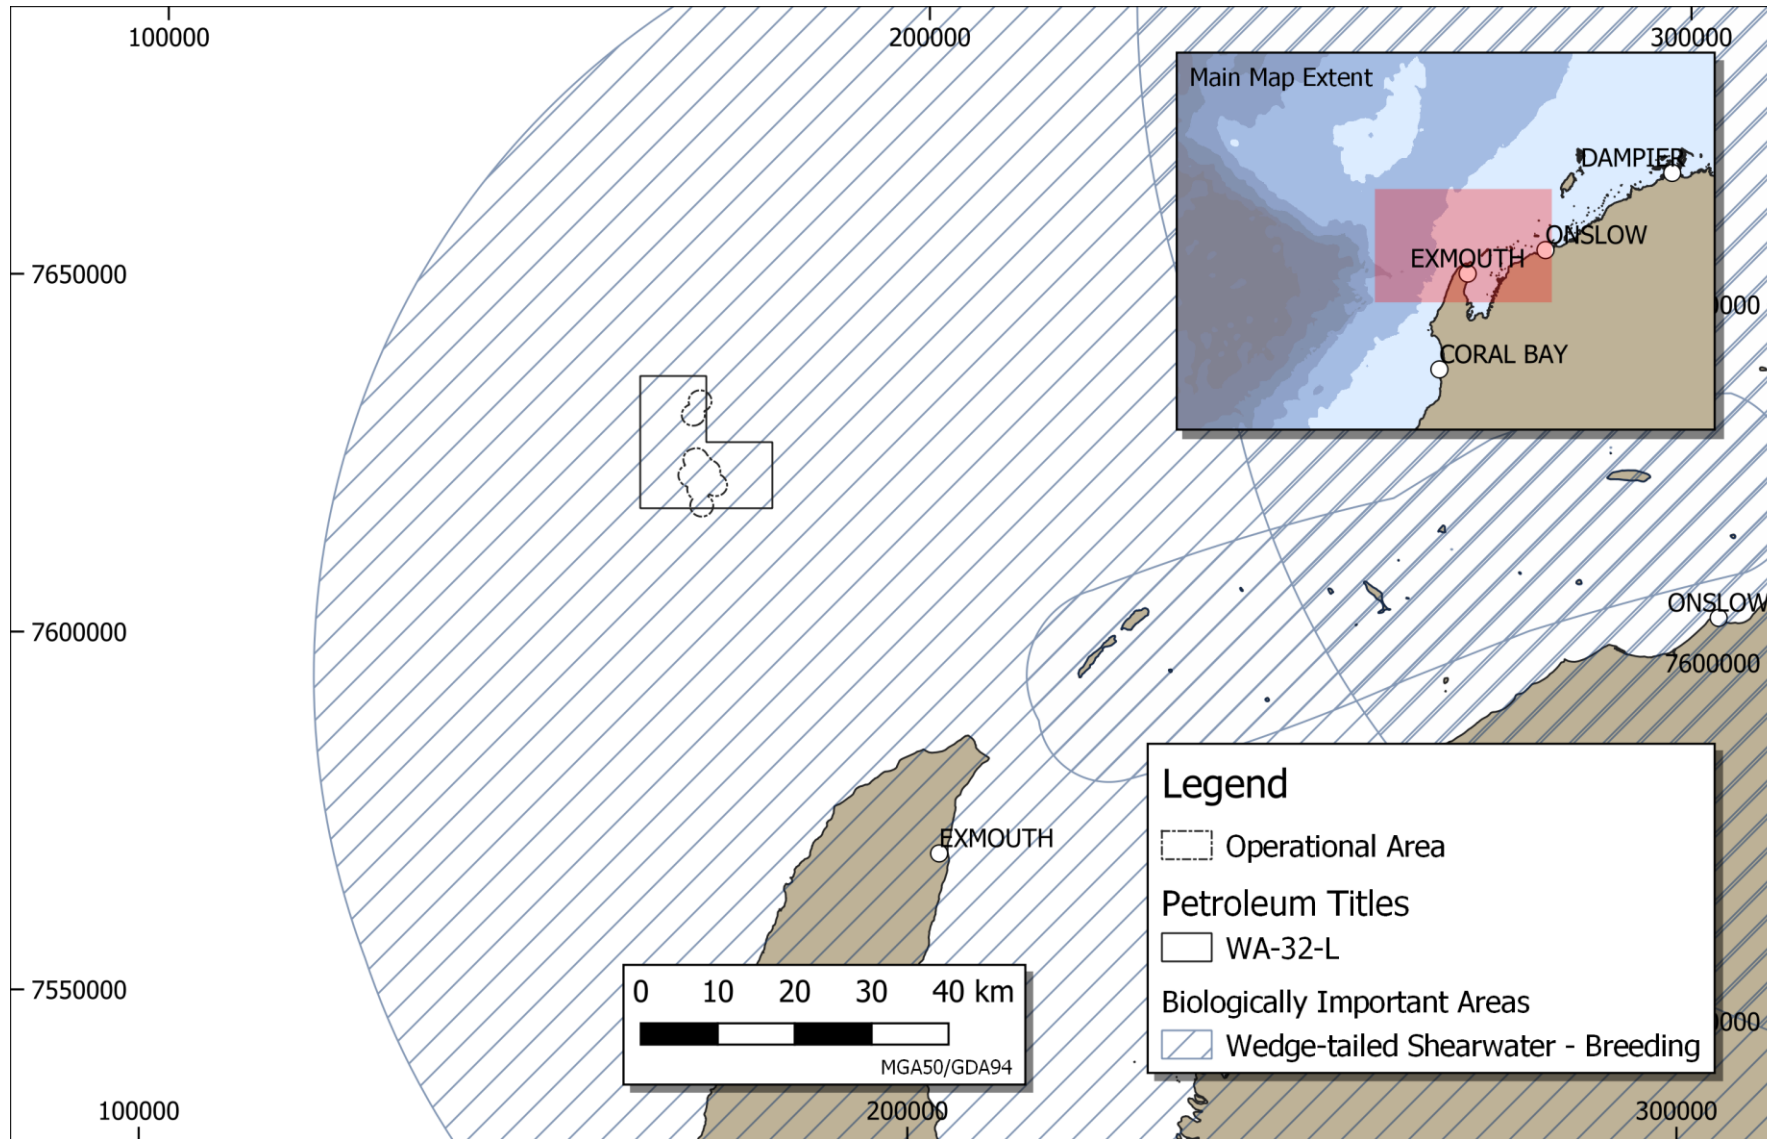 100000
200000
300000
Main Map Extent
DAMPIER
ONSLOW
EXMOUTH
7650000
0000
CORAL BAY
ONSLOW
7600000
7600000
Legend
EXMOUTH
Operational Area
Petroleum Titles
WA-32-L
0 10 20 30 40 km
7550000
Biologically Important Areas
0000
Wedge-tailed Shearwater - Breeding
MGA50/GDA94
100000
200000
300000